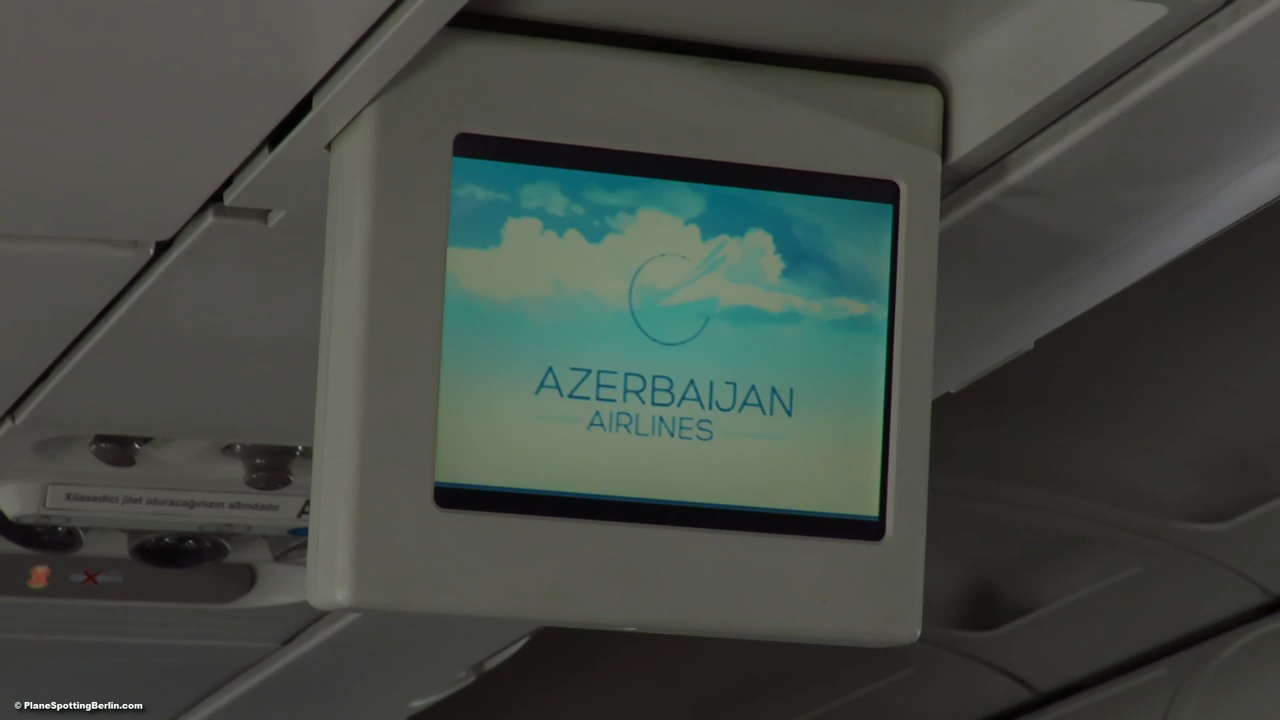 AZERBAIJAN
AIRLINES
Xilasedici jilet oturacağınızın altındadır
A
© PlaneSpottingBerlin.com